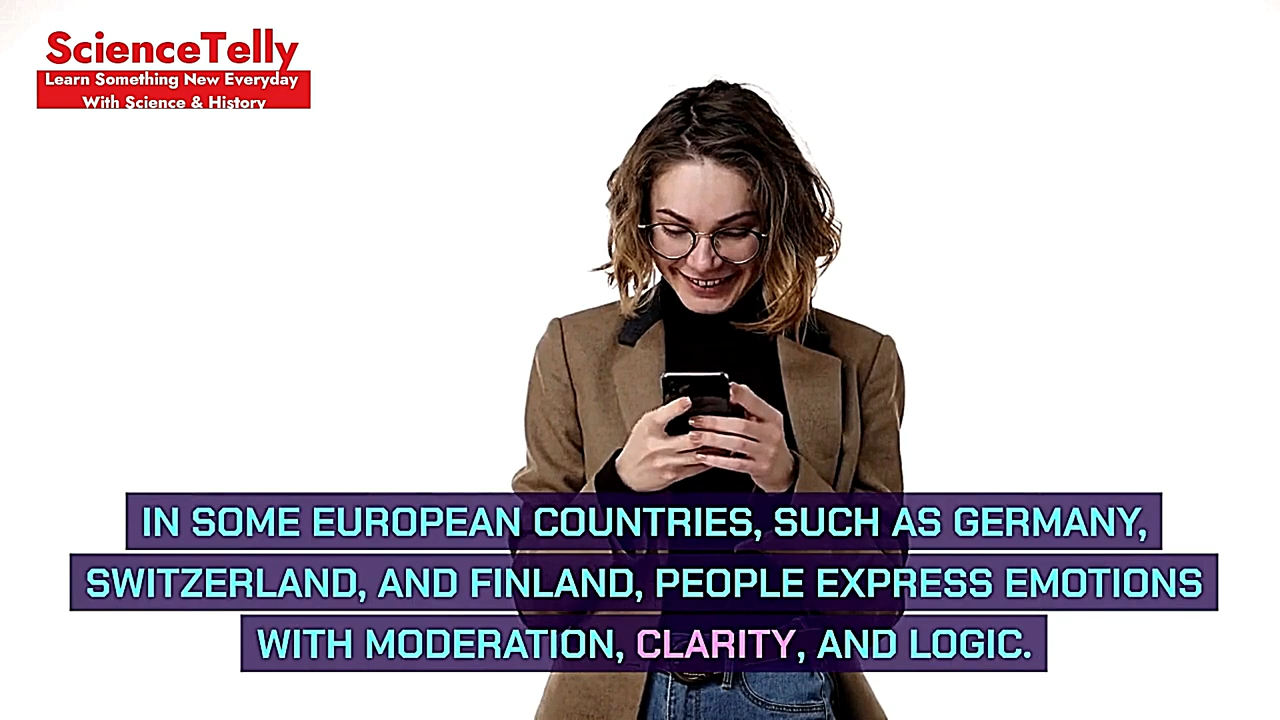 ScienceTelly
Learn Something New Everyday
With Science & History
IN SOME EUROPEAN COUNTRIES, SUCH AS GERMANY,
SWITZERLAND, AND FINLAND, PEOPLE EXPRESS EMOTIONS
WITH MODERATION, CLARITY, AND LOGIC.